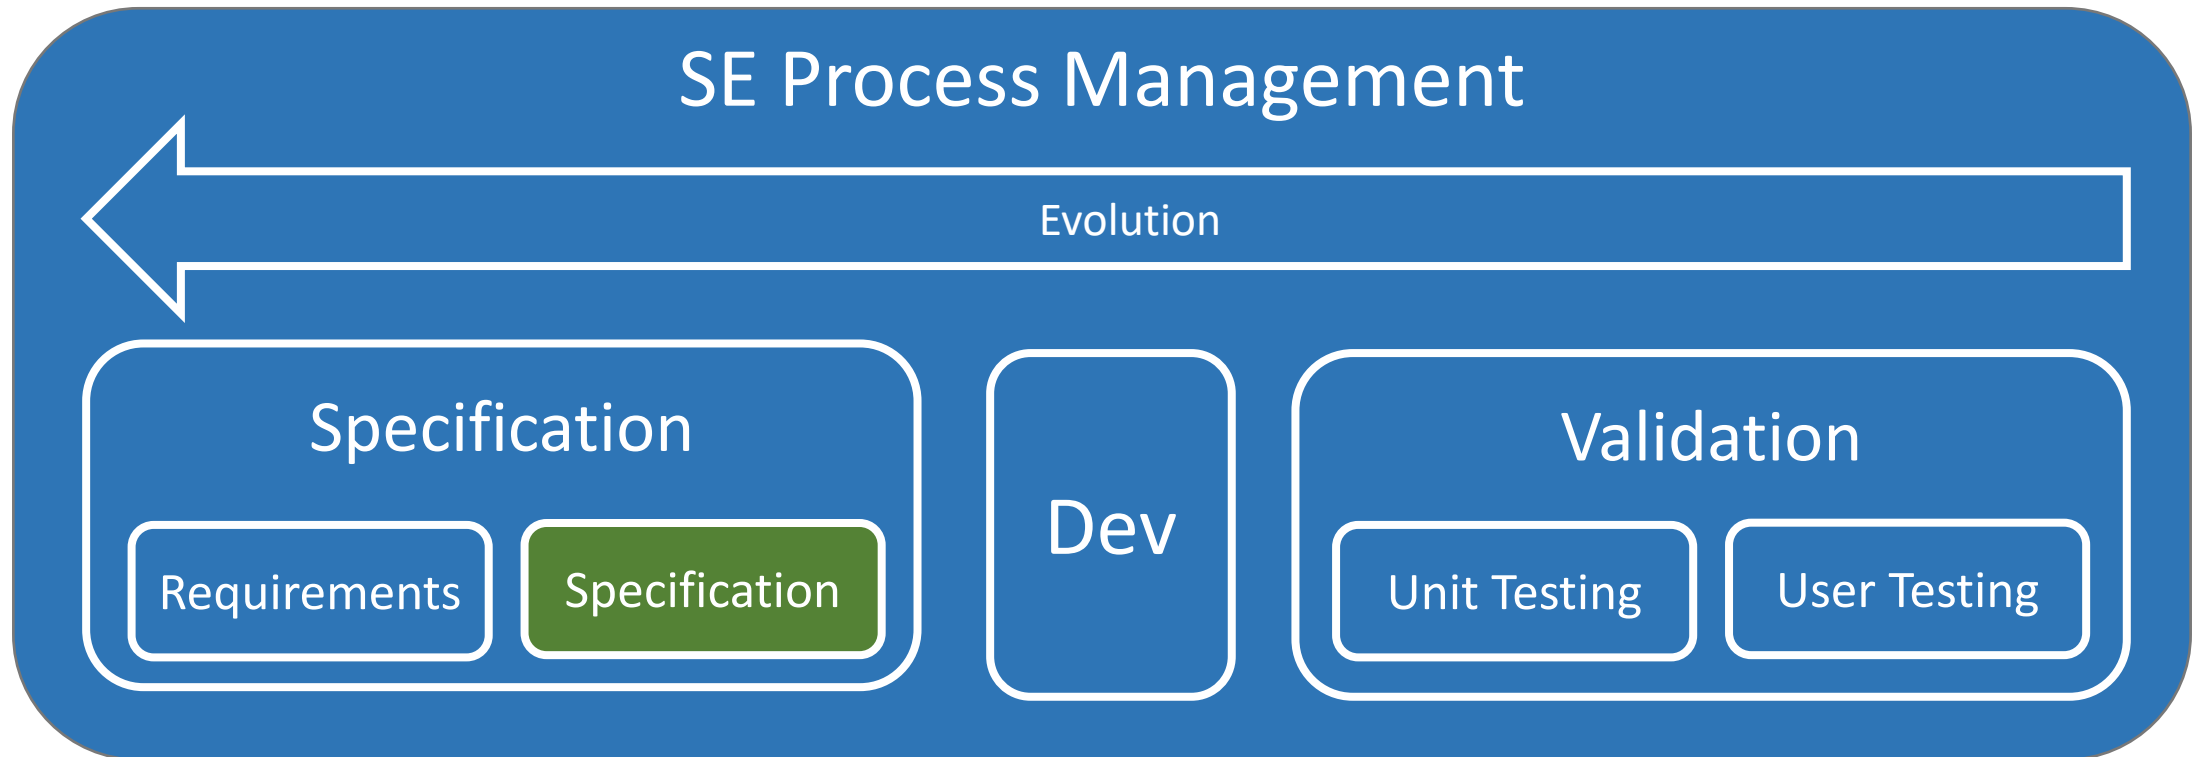 SE Process Management
Evolution
Specification
Requirements
Specification
Dev
Validation
Unit Testing
User Testing